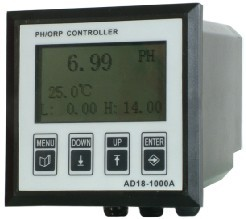 PH/ORP CONTROLLER
6.99 PH
25.0℃
L: 0.00 H:14.00
MENU DOWN UP ENTER
AD18-1000A